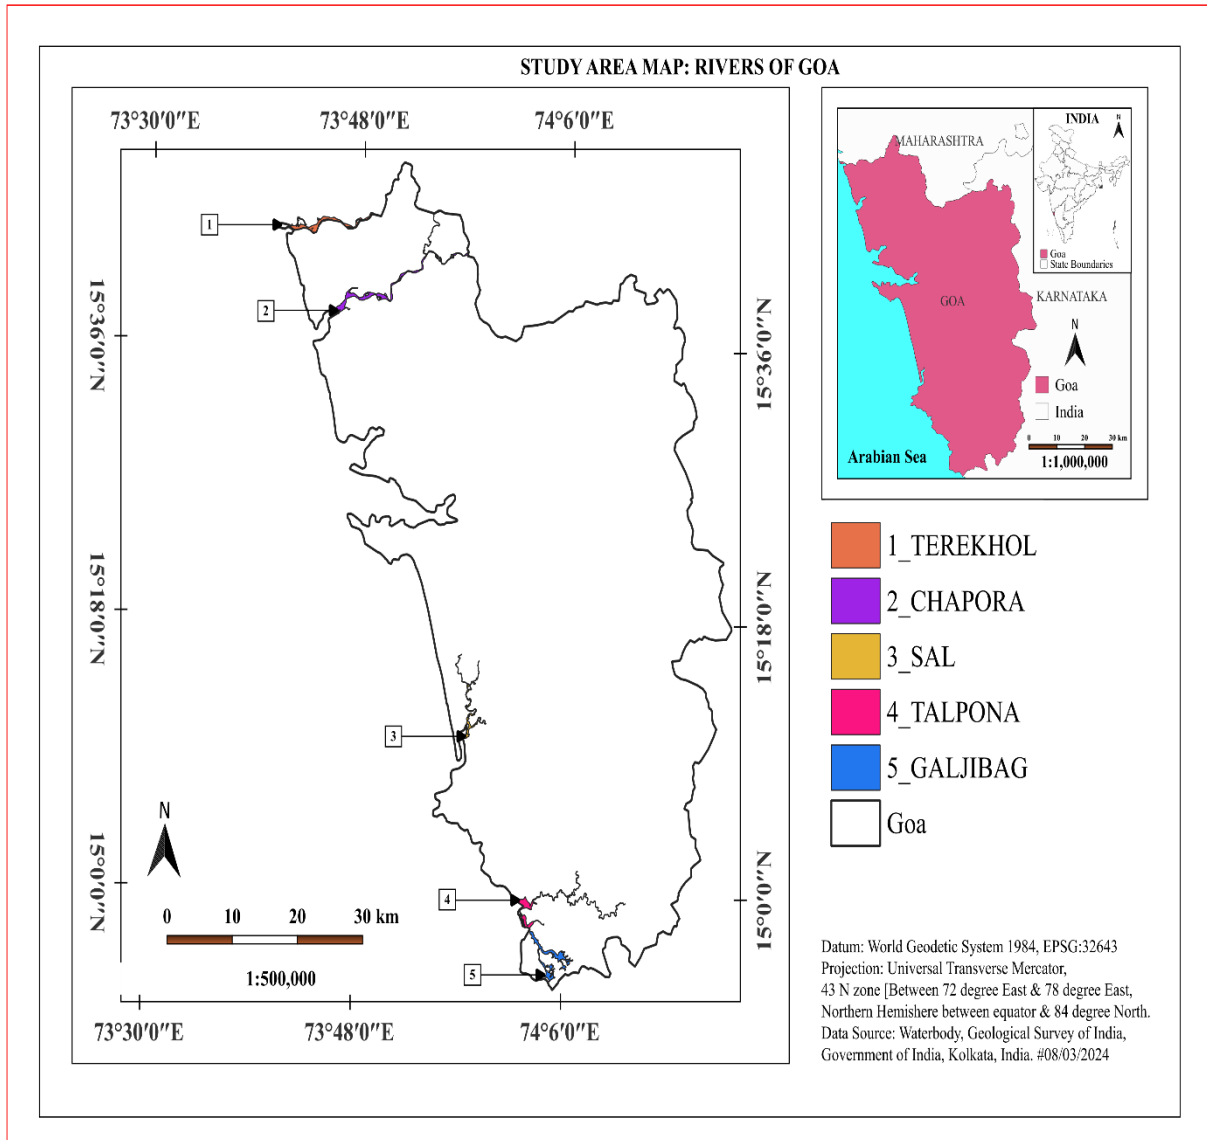 STUDY AREA MAP: RIVERS OF GOA
73°30'0"E 73°48'0"E 74°6'0"E
1
2
3
4
5
15°36'0"N
15°18'0"N
15°0'0"N
15°36'0"N
15°18'0"N
15°0'0"N
N
0 10 20 30 km
1:500,000
73°30'0"E 73°48'0"E 74°6'0"E
MAHARASHTRA
INDIA
N
Goa
State Boundaries
GOA
KARNATAKA
N
Goa
India
0 10 20 30 km
1:1,000,000
Arabian Sea
1_TEREKHOL
2_CHAPORA
3_SAL
4_TALPONA
5_GALJIBAG
Goa
Datum: World Geodetic System 1984, EPSG:32643
Projection: Universal Transverse Mercator,
43 N zone [Between 72 degree East & 78 degree East,
Northern Hemishere between equator & 84 degree North.
Data Source: Waterbody, Geological Survey of India,
Government of India, Kolkata, India. #08/03/2024